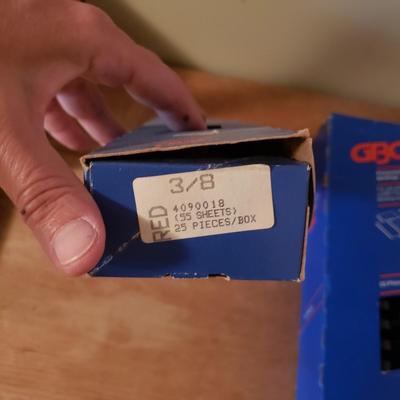 3/8
RED
4090018
(55 SHEETS)
25 PIECES/BOX
GBC